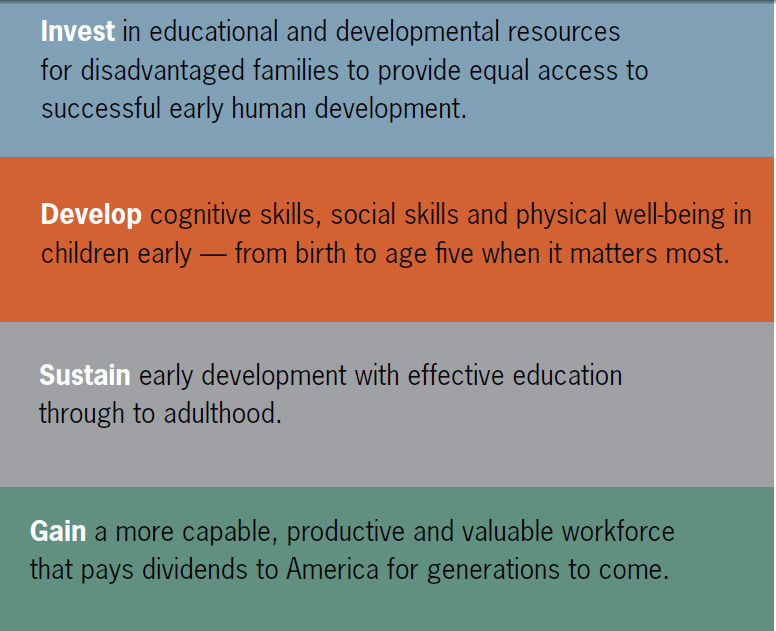 Invest in educational and developmental resources
for disadvantaged families to provide equal access to
successful early human development.
Develop cognitive skills, social skills and physical well-being in
children early — from birth to age five when it matters most.
Sustain early development with effective education
through to adulthood.
Gain a more capable, productive and valuable workforce
that pays dividends to America for generations to come.